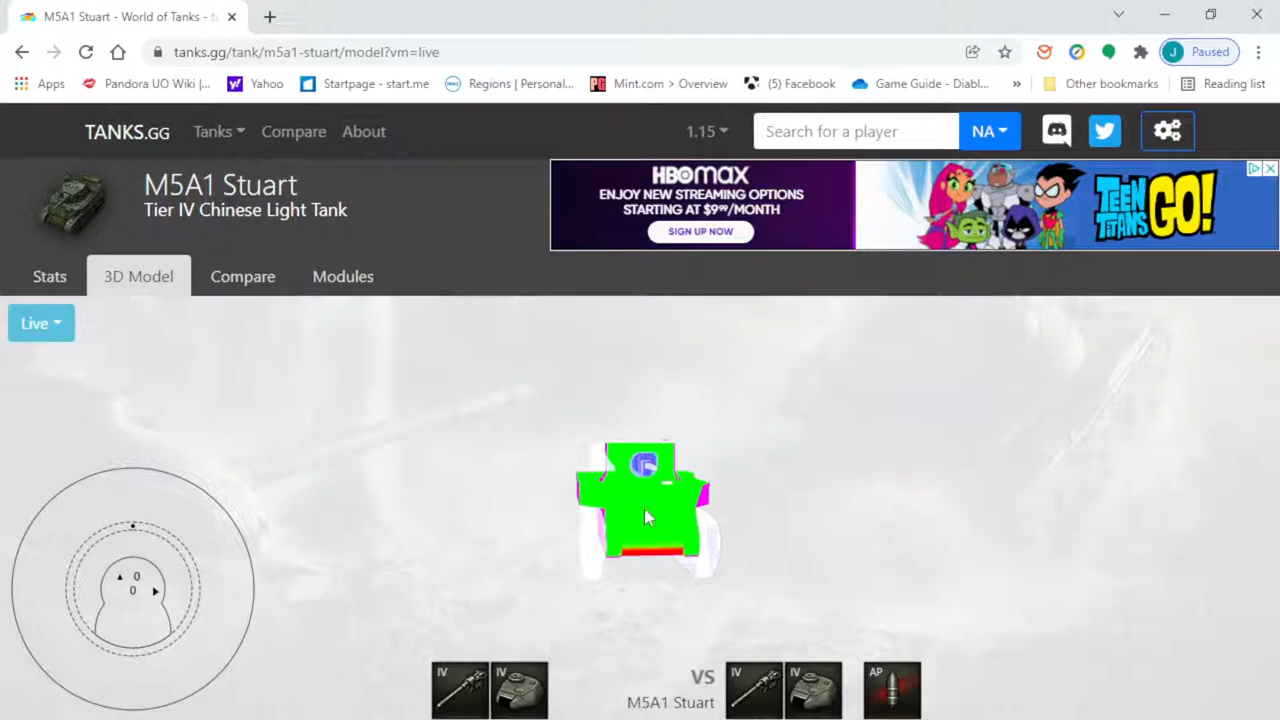 M5A1 Stuart - World of Tanks - t
tanks.gg/tank/m5a1-stuart/model?vm=live
J Paused
Apps
Pandora UO Wiki |...
Yahoo
Startpage - start.me
Regions | Personal...
Mint.com > Overview
(5) Facebook
Game Guide - Diabl...
»
Other bookmarks
Reading list
TANKS.GG
Tanks
Compare
About
1.15
Search for a player
NA
M5A1 Stuart
Tier IV Chinese Light Tank
HBOmax
ENJOY NEW STREAMING OPTIONS
STARTING AT $9⁹⁹/MONTH
SIGN UP NOW
TEEN
TITANS GO!
Stats
3D Model
Compare
Modules
Live
0
0
IV
IV
VS
M5A1 Stuart
IV
IV
AP